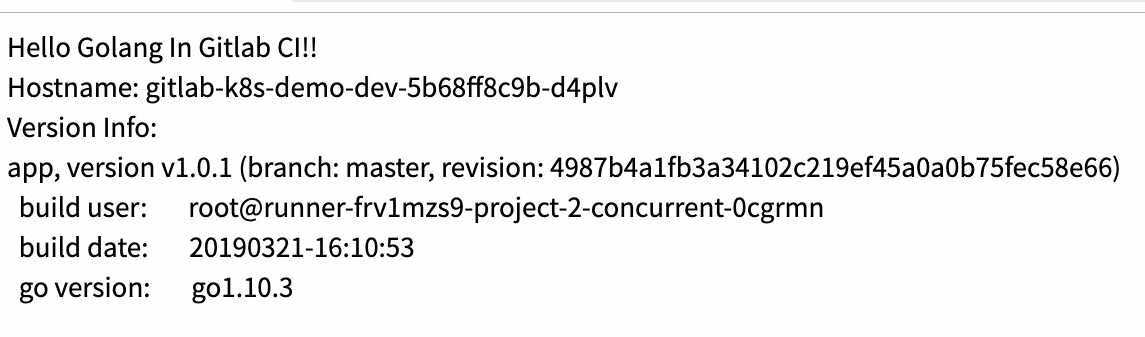 Hello Golang In Gitlab CI!!
Hostname: gitlab-k8s-demo-dev-5b68ff8c9b-d4plv
Version Info:
app, version v1.0.1 (branch: master, revision: 4987b4a1fb3a34102c219ef45a0a0b75fec58e66)
build user: root@runner-frv1mzs9-project-2-concurrent-0cgrmn
build date: 20190321-16:10:53
go version: go1.10.3